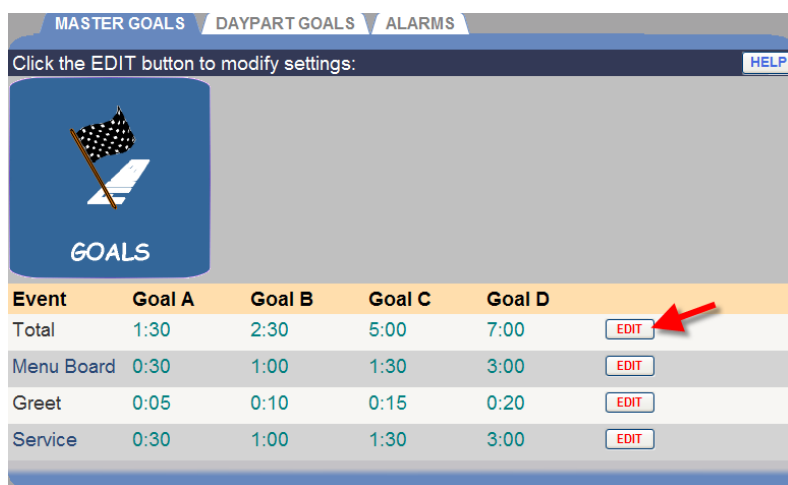 MASTER GOALS DAYPART GOALS ALARMS
Click the EDIT button to modify settings: HELP
GOALS
Event Goal A Goal B Goal C Goal D
Total 1:30 2:30 5:00 7:00 EDIT
Menu Board 0:30 1:00 1:30 3:00 EDIT
Greet 0:05 0:10 0:15 0:20 EDIT
Service 0:30 1:00 1:30 3:00 EDIT